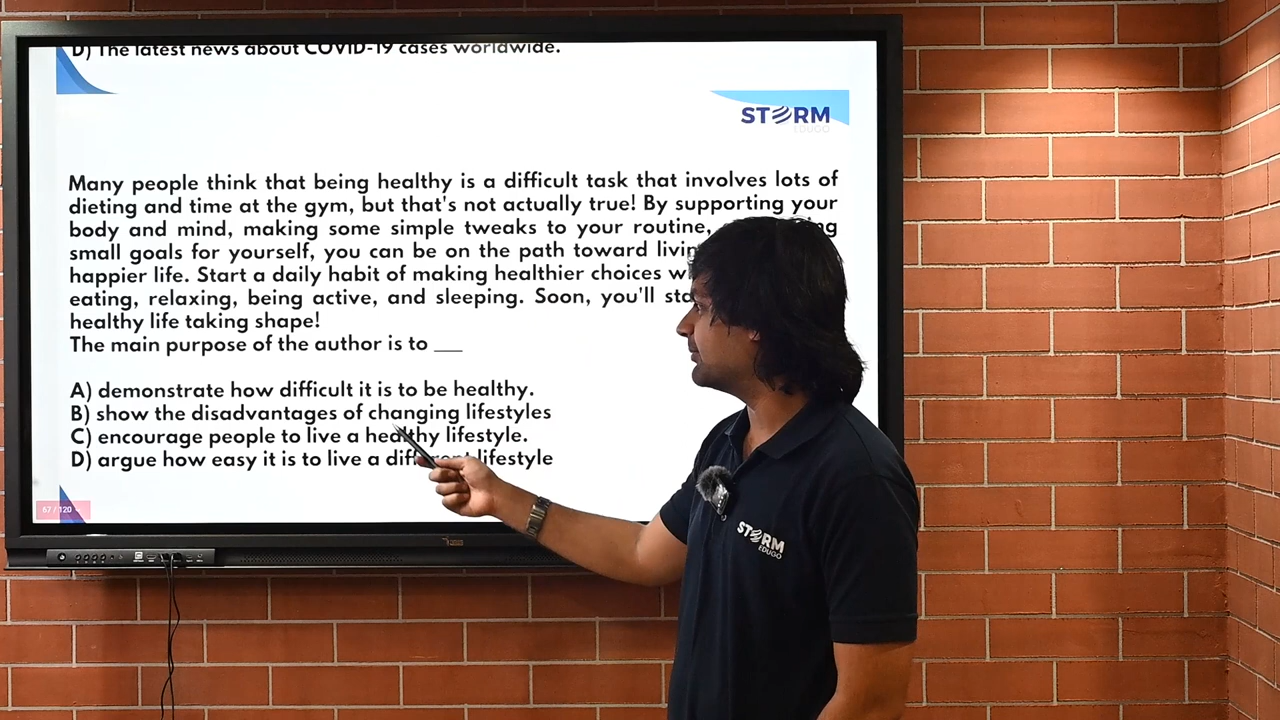 D) The latest news about COVID-19 cases worldwide.
STORM
EDUGO
Many people think that being healthy is a difficult task that involves lots of
dieting and time at the gym, but that's not actually true! By supporting your
body and mind, making some simple tweaks to your routine,
small goals for yourself, you can be on the path toward
happier life. Start a daily habit of making healthier choices
eating, relaxing, being active, and sleeping. Soon, you'll
healthy life taking shape!
The main purpose of the author is to ___
A) demonstrate how difficult it is to be healthy.
B) show the disadvantages of changing lifestyles
C) encourage people to live a healthy lifestyle.
D) argue how easy it is to live a different lifestyle
67 / 120
STORM
EDUGO